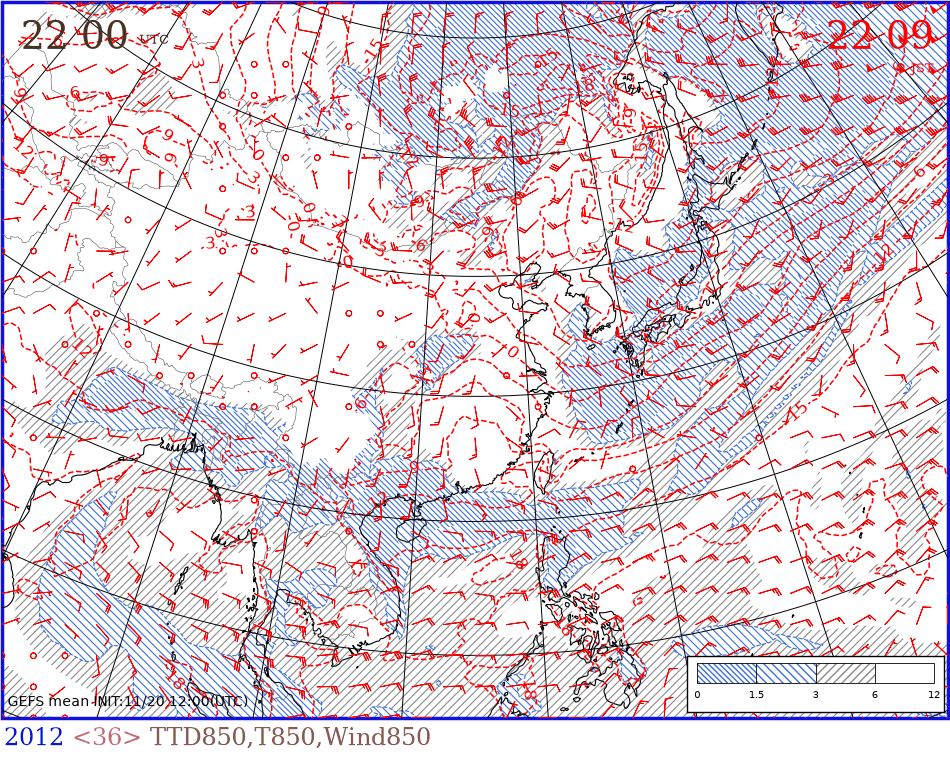 22 00 UTC
22 09
JST
GEFS mean INIT:11/20 12:00(UTC)
0 1.5 3 6 12
2012 <36> TTD850,T850,Wind850